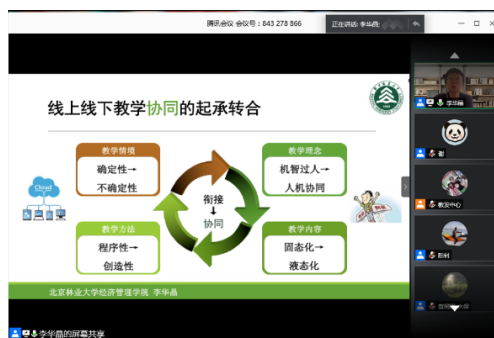 腾讯会议 会议号：843 278 866
正在讲话: 李华晶;
线上线下教学协同的起承转合
教学情境
确定性→
不确定性
教学理念
机智过人→
人机协同
衔接
协同
Cloud
教学方法
程序性→
创造性
教学内容
固态化→
液态化
北京林业大学经济管理学院 李华晶
李华晶的屏幕共享
李华晶
谢
教发中心